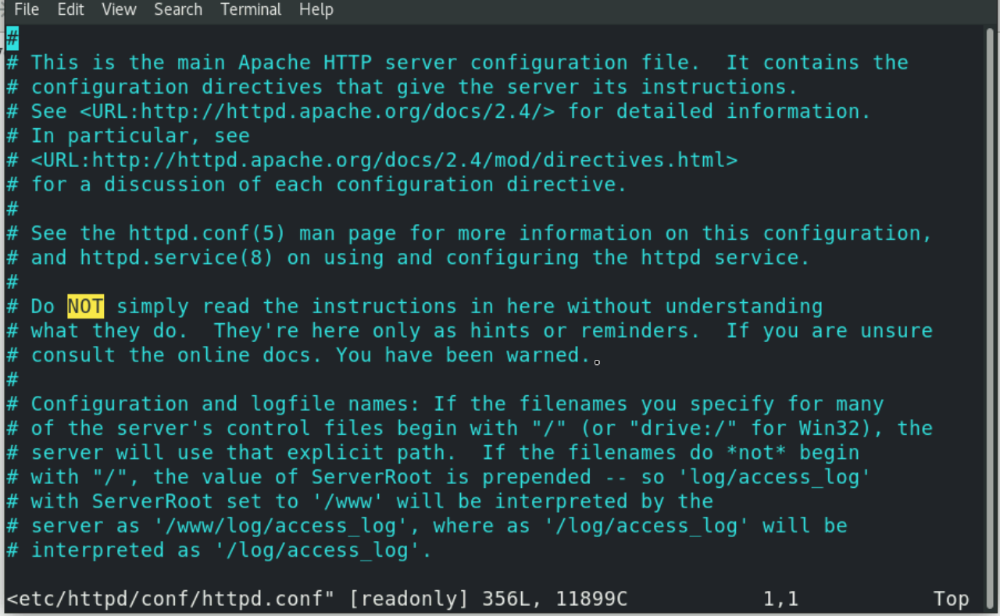 File Edit View Search Terminal Help
#
# This is the main Apache HTTP server configuration file.  It contains the
# configuration directives that give the server its instructions.
# See <URL:http://httpd.apache.org/docs/2.4/> for detailed information.
# In particular, see
# <URL:http://httpd.apache.org/docs/2.4/mod/directives.html>
# for a discussion of each configuration directive.
#
# See the httpd.conf(5) man page for more information on this configuration,
# and httpd.service(8) on using and configuring the httpd service.
#
# Do NOT simply read the instructions in here without understanding
# what they do.  They're here only as hints or reminders.  If you are unsure
# consult the online docs. You have been warned.
#
# Configuration and logfile names: If the filenames you specify for many
# of the server's control files begin with "/" (or "drive:/" for Win32), the
# server will use that explicit path.  If the filenames do *not* begin
# with "/", the value of ServerRoot is prepended -- so 'log/access_log'
# with ServerRoot set to '/www' will be interpreted by the
# server as '/www/log/access_log', where as '/log/access_log' will be
# interpreted as '/log/access_log'.
<etc/httpd/conf/httpd.conf" [readonly] 356L, 11899C 1,1 Top